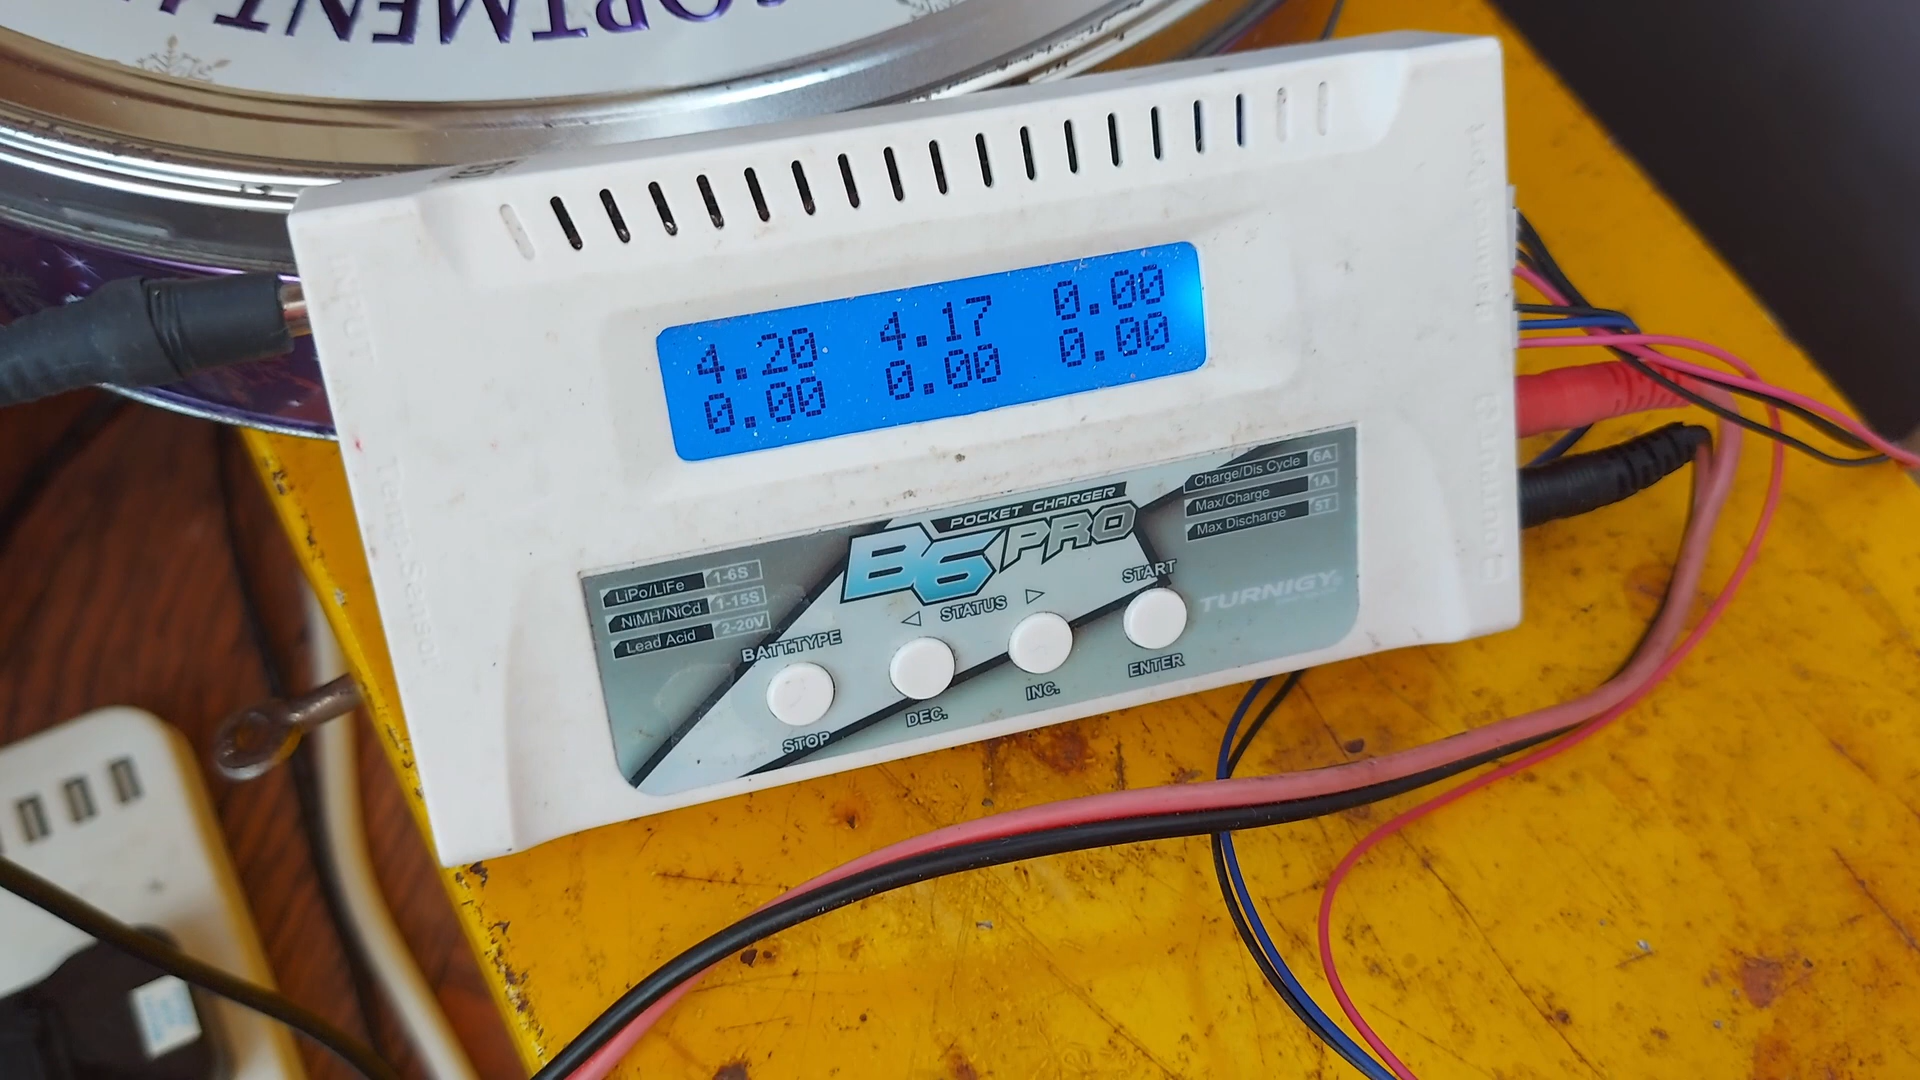 4.20 4.17 0.00
0.00 0.00 0.00
INPUT
Temp.Sensor
OUTPUT
POCKET CHARGER
B6 PRO
LiPo/LiFe 1-6S
NiMH/NiCd 1-15S
Lead Acid 2-20V
Charge/Dis Cycle 6A
Max/Charge 1A
Max Discharge 5T
TURNIGY
BATT.TYPE
STATUS
START
STOP
DEC.
INC.
ENTER